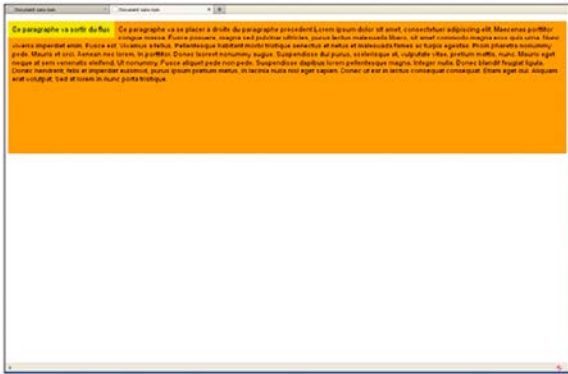 Document sans nom
Document sans nom
Ce paragraphe va sortir du flux
Ce paragraphe va se placer a droite du paragraphe precedent.Lorem ipsum dolor sit amet, consectetuer adipiscing elit. Maecenas porttitor
congue massa. Fusce posuere, magna sed pulvinar ultricies, purus lectus malesuada libero, sit amet commodo magna eros quis urna. Nunc
viverra imperdiet enim. Fusce est. Vivamus a tellus. Pellentesque habitant morbi tristique senectus et netus et malesuada fames ac turpis egestas. Proin pharetra nonummy
pede. Mauris et orci. Aenean nec lorem. In porttitor. Donec laoreet nonummy augue. Suspendisse dui purus, scelerisque at, vulputate vitae, pretium mattis, nunc. Mauris eget
neque at sem venenatis eleifend. Ut nonummy. Fusce aliquet pede non pede. Suspendisse dapibus lorem pellentesque magna. Integer nulla. Donec blandit feugiat ligula.
Donec hendrerit, felis et imperdiet euismod, purus ipsum pretium metus, in lacinia nulla nisl eget sapien. Donec ut est in lectus consequat consequat. Etiam eget dui. Aliquam
erat volutpat. Sed at lorem in nunc porta tristique.